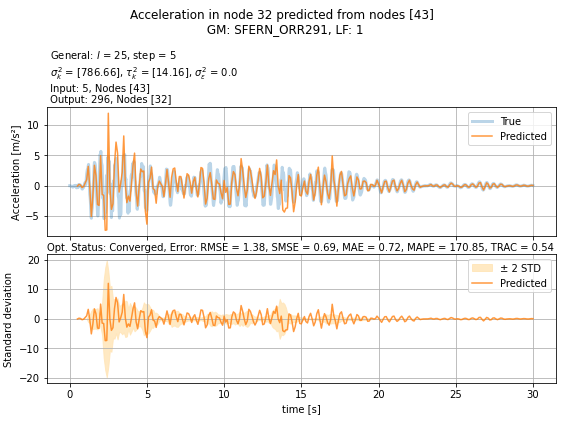 Acceleration in node 32 predicted from nodes [43]
GM: SFERN_ORR291, LF: 1
General: l = 25, step = 5
σ²ₖ = [786.66], τ²ₖ = [14.16], σ²ε = 0.0
Input: 5, Nodes [43]
Output: 296, Nodes [32]
Acceleration [m/s²]
10
5
0
−5
True
Predicted
Opt. Status: Converged, Error: RMSE = 1.38, SMSE = 0.69, MAE = 0.72, MAPE = 170.85, TRAC = 0.54
Standard deviation
20
10
0
−10
−20
± 2 STD
Predicted
0 5 10 15 20 25 30
time [s]